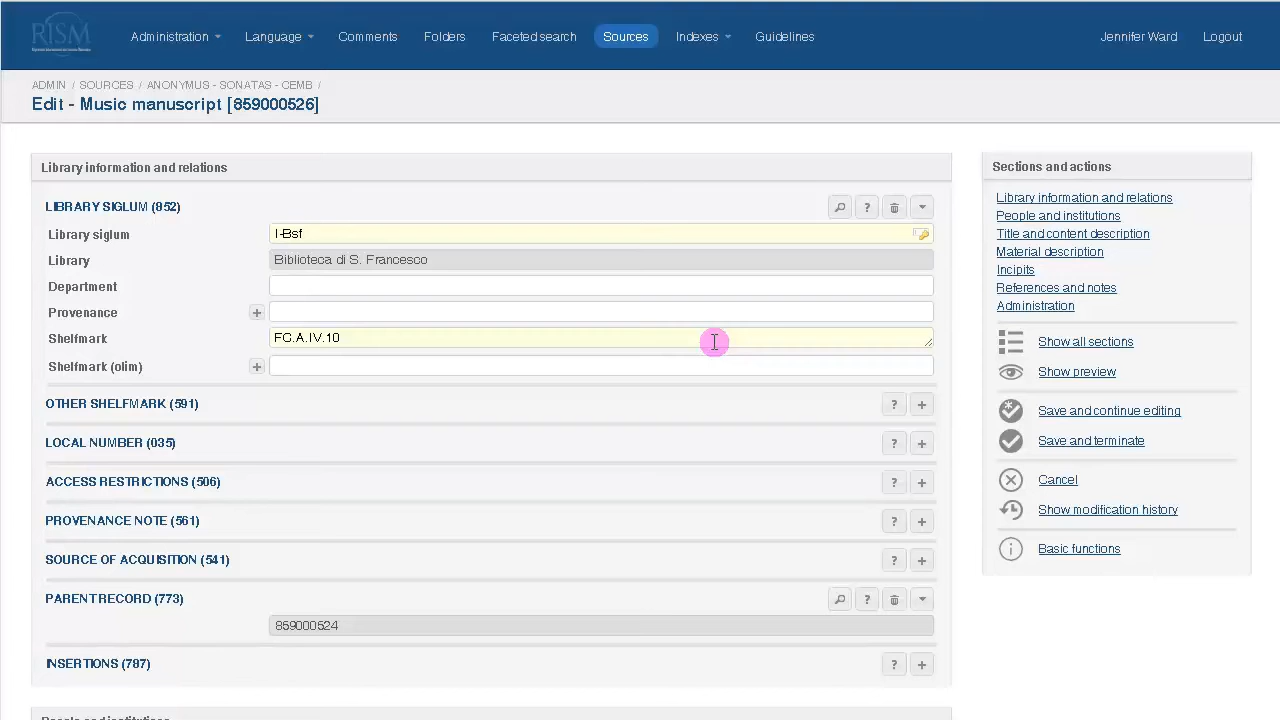 RISM
Administration Language Comments Folders Faceted search Sources Indexes Guidelines Jennifer Ward Logout
ADMIN / SOURCES / ANONYMUS - SONATAS - CEMB /
Edit - Music manuscript [859000526]
Library information and relations
LIBRARY SIGLUM (852) ?
Library siglum I-Bsf
Library Biblioteca di S. Francesco
Department
Provenance +
Shelfmark FC.A.IV.10
Shelfmark (olim) +
OTHER SHELFMARK (591) ? +
LOCAL NUMBER (035) ? +
ACCESS RESTRICTIONS (506) ? +
PROVENANCE NOTE (561) ? +
SOURCE OF ACQUISITION (541) ? +
PARENT RECORD (773) ?
859000524
INSERTIONS (787) ? +
People and institutions
Sections and actions
Library information and relations
People and institutions
Title and content description
Material description
Incipits
References and notes
Administration
Show all sections
Show preview
Save and continue editing
Save and terminate
Cancel
Show modification history
Basic functions